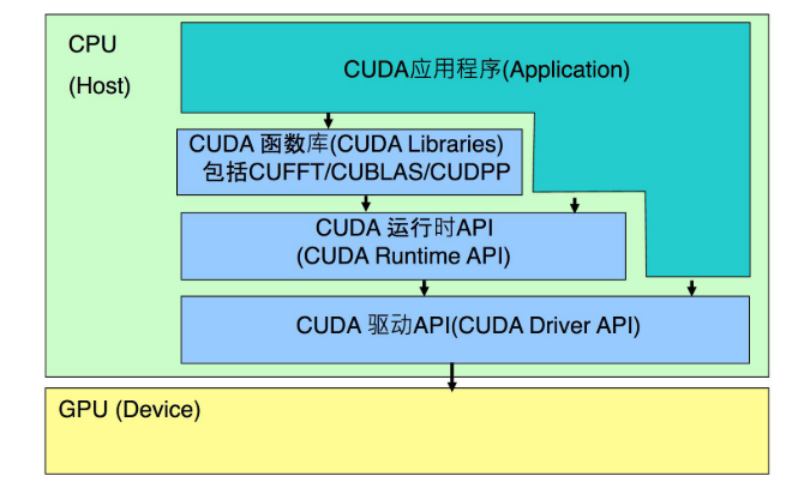 CPU
(Host)
CUDA应用程序(Application)
CUDA 函数库(CUDA Libraries)
包括CUFFT/CUBLAS/CUDPP
CUDA 运行时API
(CUDA Runtime API)
CUDA 驱动API(CUDA Driver API)
GPU (Device)